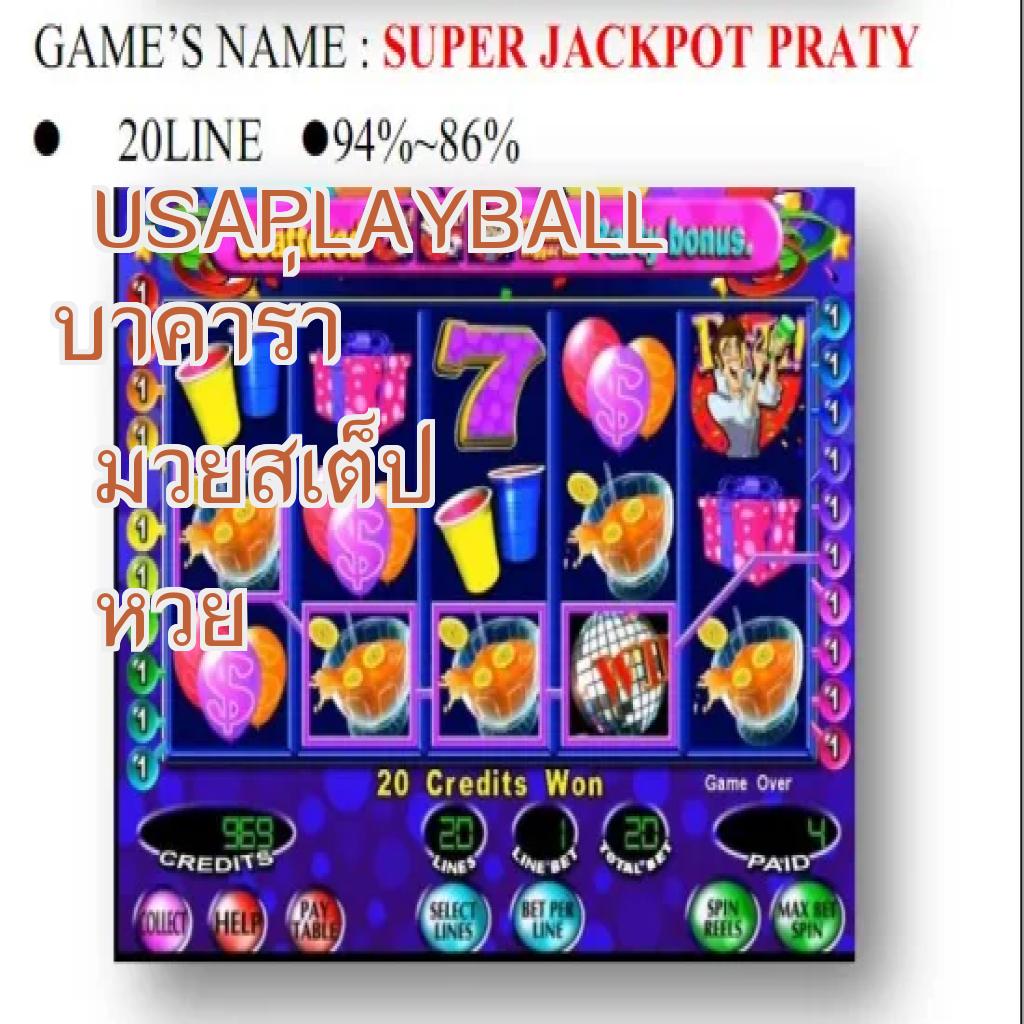 GAME’S NAME : SUPER JACKPOT PRATY
● 20LINE ●94%~86%
USAPLAYBALL
bonus.
บาคาร่า
มวยสเต็ป
หวย
20 Credits Won
Game Over
969 20 1 20 4
CREDITS LINES LINE BET TOTAL BET PAID
COLLECT HELP PAY TABLE SELECT LINES BET PER LINE SPIN REELS MAX BET SPIN